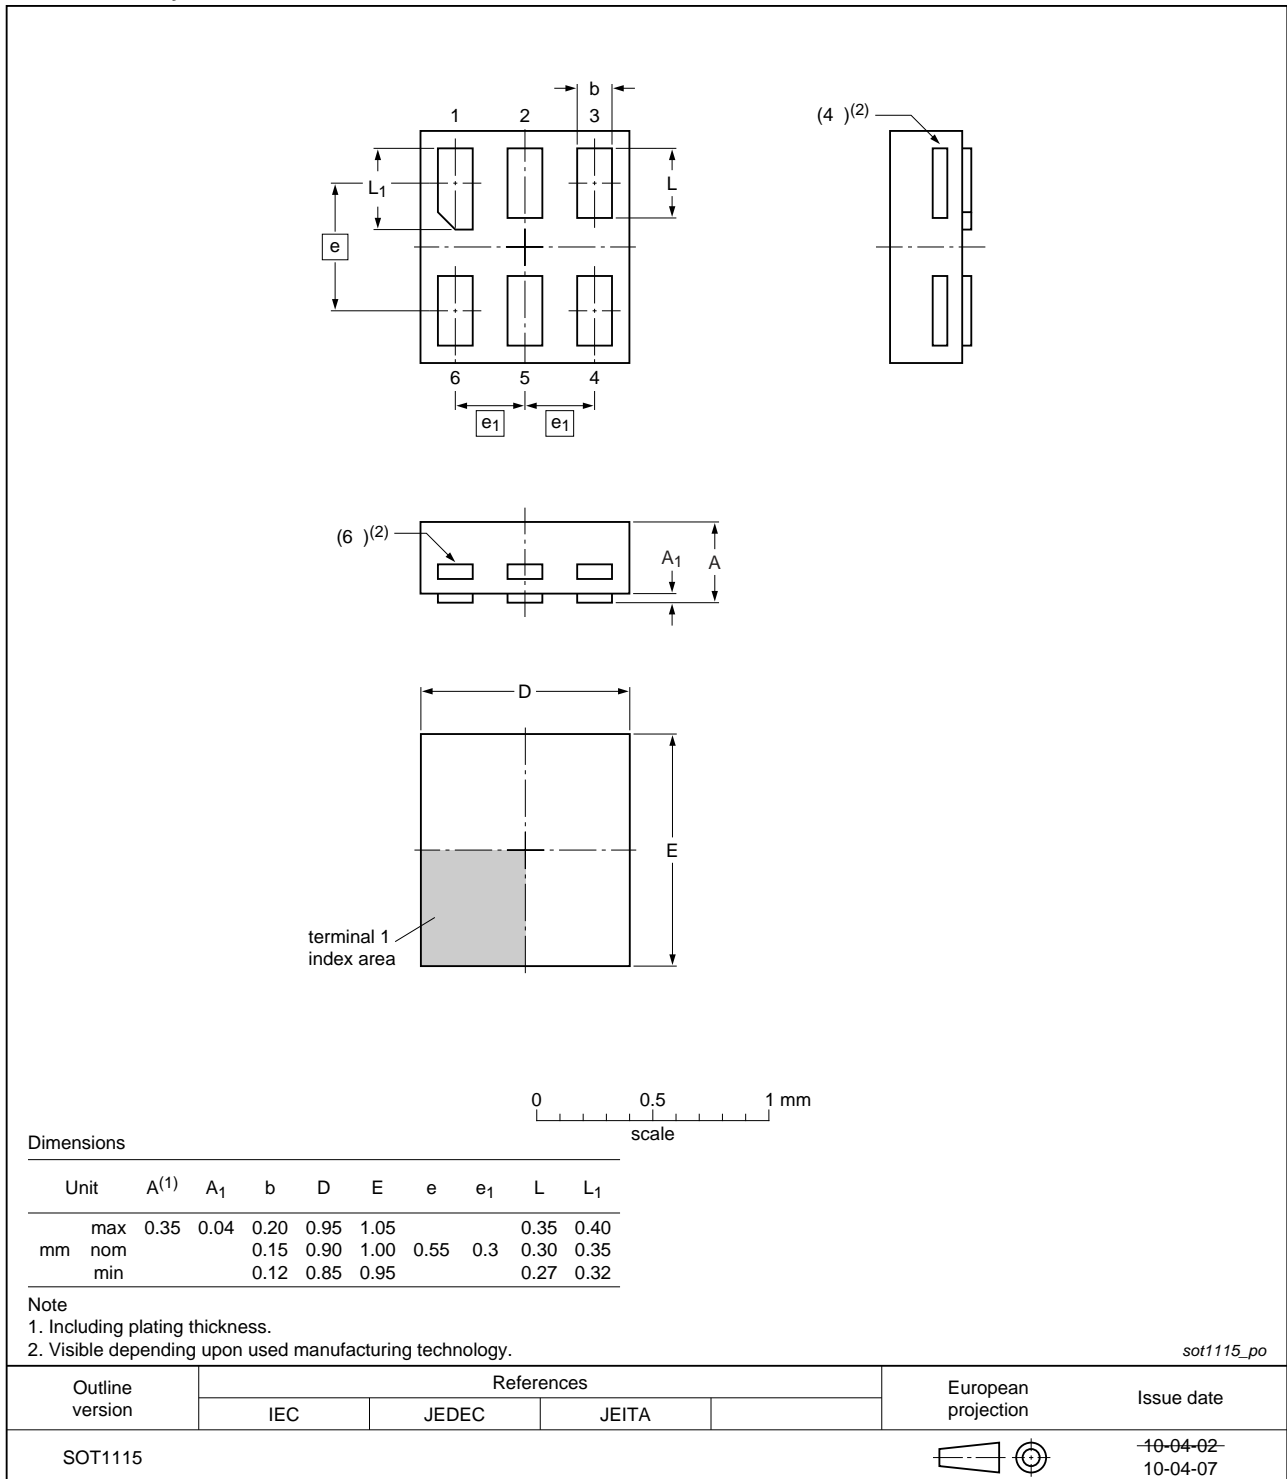 b
1 2 3
(4 )(2)
L1
L
e
6 5 4
e1 e1
(6 )(2)
A1 A
D
E
terminal 1
index area
0 0.5 1 mm
scale
Dimensions
Unit A(1) A1 b D E e e1 L L1
max 0.35 0.04 0.20 0.95 1.05 0.35 0.40
mm nom 0.15 0.90 1.00 0.55 0.3 0.30 0.35
min 0.12 0.85 0.95 0.27 0.32
Note
1. Including plating thickness.
2. Visible depending upon used manufacturing technology.
sot1115_po
Outline version
References
IEC JEDEC JEITA
European projection
Issue date
SOT1115
10-04-02
10-04-07